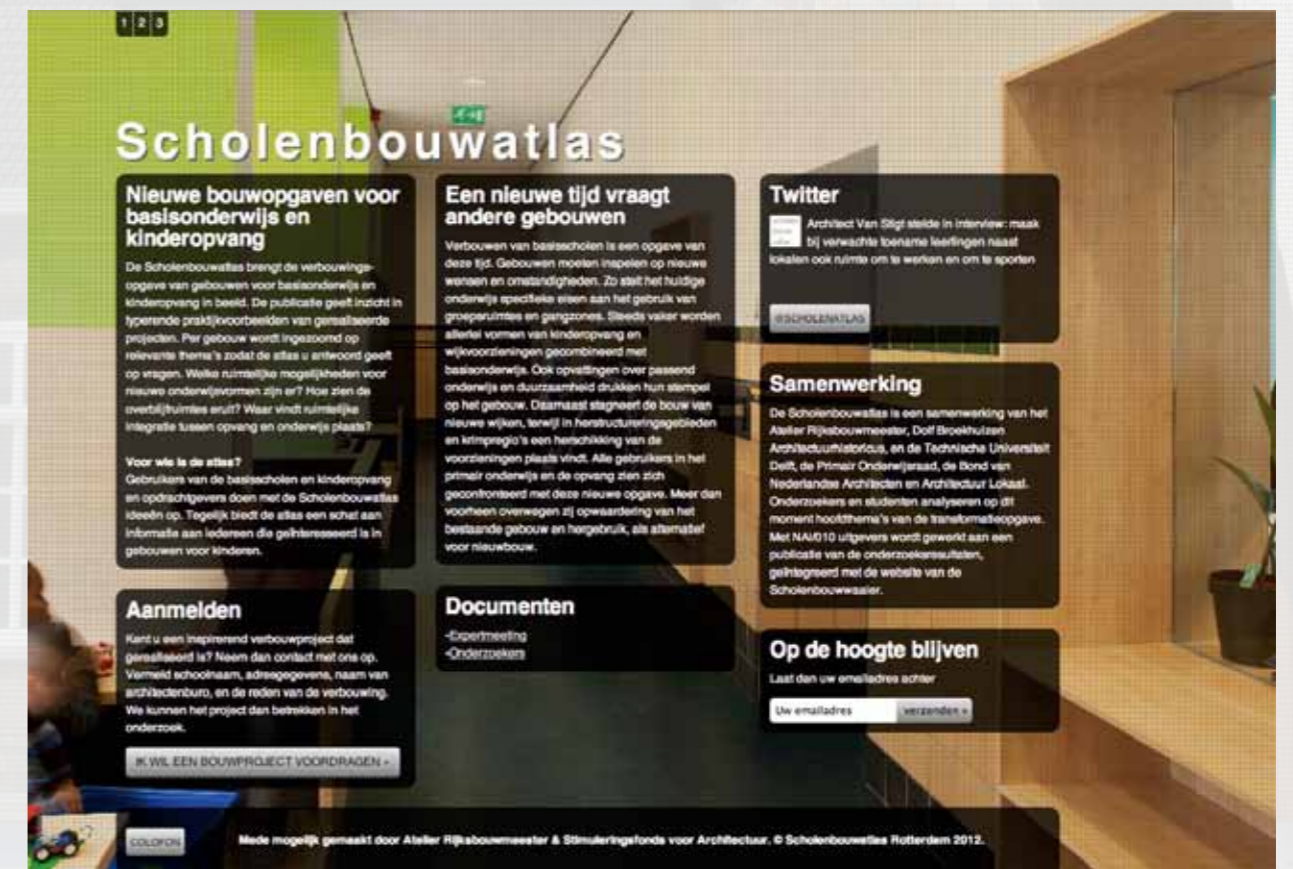 1 2 3
Scholenbouwatlas
Nieuwe bouwopgaven voor
basisonderwijs en
kinderopvang
De Scholenbouwatlas brengt de verbouwings-
opgave van gebouwen voor basisonderwijs en
kinderopvang in beeld. De publicatie geeft inzicht in
typerende praktijkvoorbeelden van gerealiseerde
projecten. Per gebouw wordt ingezoomd op
relevante thema's zodat de atlas u antwoord geeft
op vragen. Welke ruimtelijke mogelijkheden voor
nieuwe onderwijsvormen zijn er? Hoe zien de
overblijfruimtes eruit? Waar vindt ruimtelijke
integratie tussen opvang en onderwijs plaats?
Voor wie is de atlas?
Gebruikers van de basisscholen en kinderopvang
en opdrachtgevers doen met de Scholenbouwatlas
ideeën op. Tegelijk biedt de atlas een schat aan
informatie aan iedereen die geïnteresseerd is in
gebouwen voor kinderen.
Aanmelden
Kent u een inspirerend verbouwproject dat
gerealiseerd is? Neem dan contact met ons op.
Vermeld schoolnaam, adresgegevens, naam van
architectenburo, en de reden van de verbouwing.
We kunnen het project dan betrekken in het
onderzoek.
IK WIL EEN BOUWPROJECT VOORDRAGEN »
Een nieuwe tijd vraagt
andere gebouwen
Verbouwen van basisscholen is een opgave van
deze tijd. Gebouwen moeten inspelen op nieuwe
wensen en omstandigheden. Zo stelt het huidige
onderwijs specifieke eisen aan het gebruik van
groepsruimtes en gangzones. Steeds vaker worden
allerlei vormen van kinderopvang en
wijkvoorzieningen gecombineerd met
basisonderwijs. Ook opvattingen over passend
onderwijs en duurzaamheid drukken hun stempel
op het gebouw. Daarnaast stagneert de bouw van
nieuwe wijken, terwijl in herstructureringsgebieden
en krimpregio's een herschikking van de
voorzieningen plaats vindt. Alle gebruikers in het
primair onderwijs en de opvang zien zich
geconfronteerd met deze nieuwe opgave. Meer dan
voorheen overwegen zij opwaardering van het
bestaande gebouw en hergebruik, als alternatief
voor nieuwbouw.
Documenten
-Expertmeeting
-Onderzoekers
Twitter
Architect Van Stigt stelde in interview: maak
bij verwachte toename leerlingen naast
lokalen ook ruimte om te werken en om te sporten
@SCHOLENATLAS
Samenwerking
De Scholenbouwatlas is een samenwerking van het
Atelier Rijksbouwmeester, Dolf Broekhuizen
Architectuurhistoricus, en de Technische Universiteit
Delft, de Primair Onderwijsraad, de Bond van
Nederlandse Architecten en Architectuur Lokaal.
Onderzoekers en studenten analyseren op dit
moment hoofdthema's van de transformatieopgave.
Met NAi/010 uitgevers wordt gewerkt aan een
publicatie van de onderzoeksresultaten,
geïntegreerd met de website van de
Scholenbouwwaaier.
Op de hoogte blijven
Laat dan uw emailadres achter
Uw emailadres verzenden »
COLOFON
Mede mogelijk gemaakt door Atelier Rijksbouwmeester & Stimuleringsfonds voor Architectuur. © Scholenbouwatlas Rotterdam 2012.